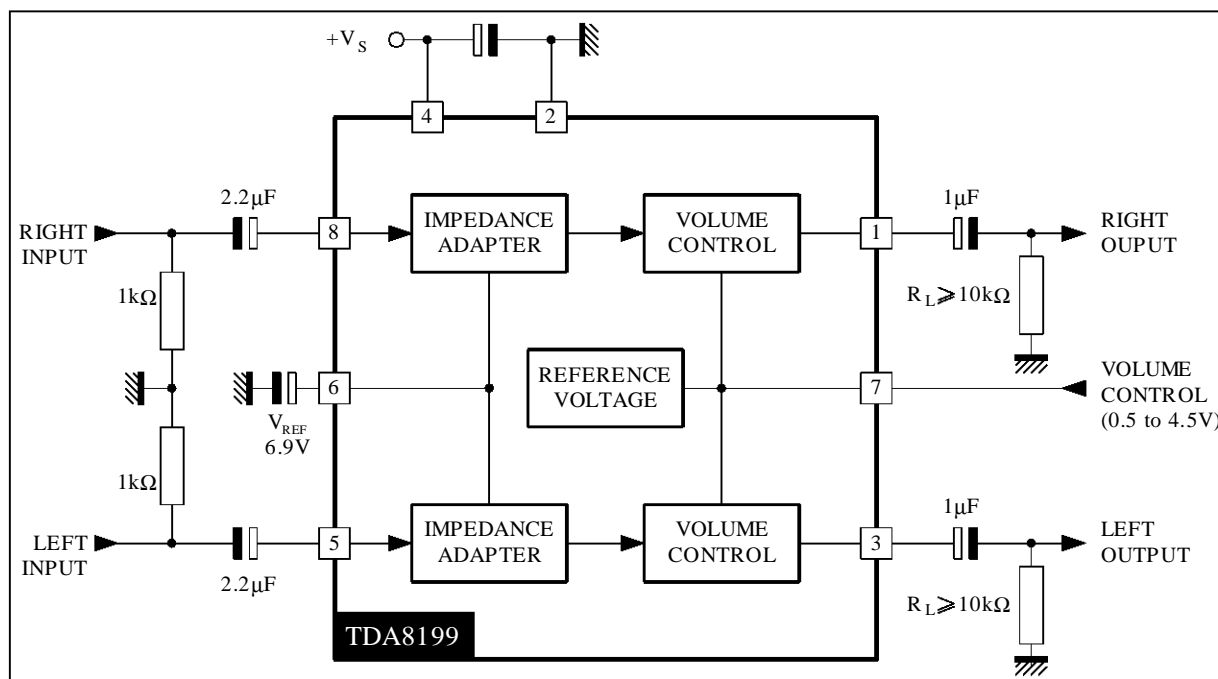 +VS
4
2
2.2µF
1µF
RIGHT
INPUT
8
IMPEDANCE
ADAPTER
VOLUME
CONTROL
1
RIGHT
OUPUT
1kΩ
RL⩾10kΩ
6
REFERENCE
VOLTAGE
7
VOLUME
CONTROL
(0.5 to 4.5V)
VREF
6.9V
1kΩ
1µF
LEFT
INPUT
5
IMPEDANCE
ADAPTER
VOLUME
CONTROL
3
LEFT
OUTPUT
2.2µF
RL⩾10kΩ
TDA8199